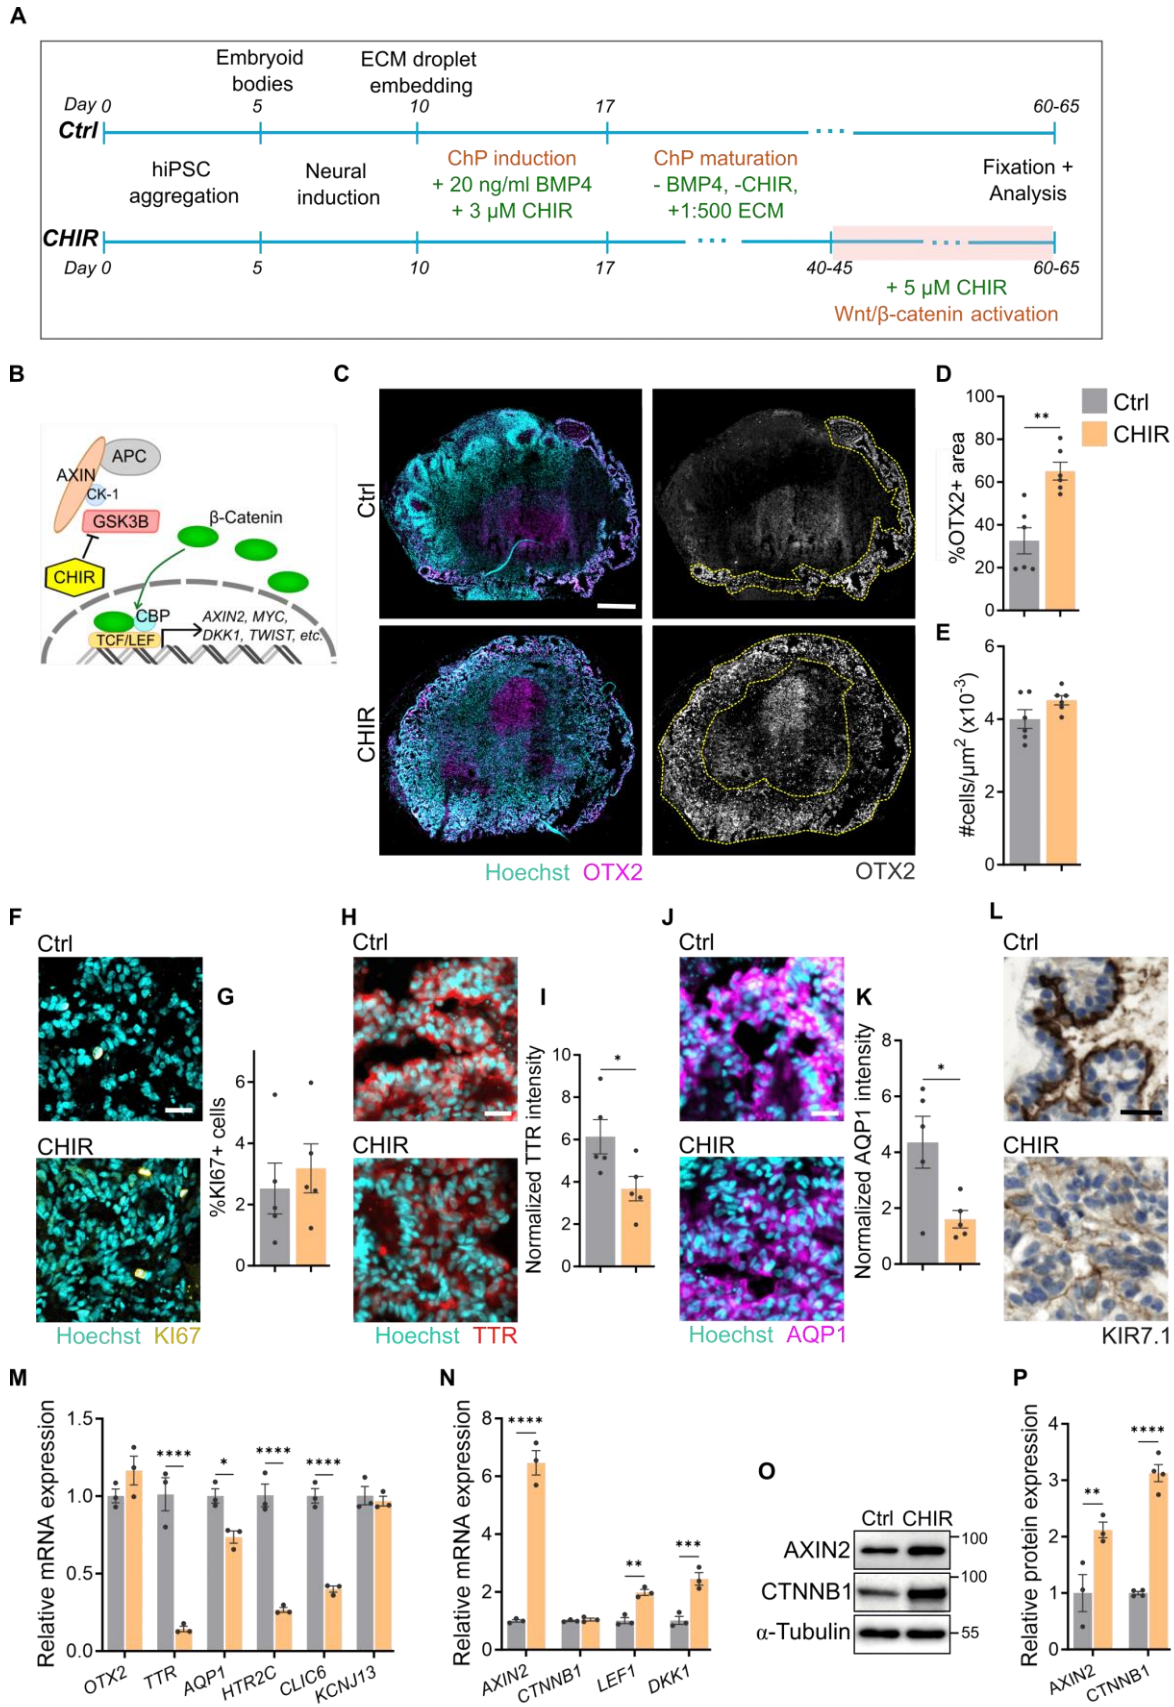 A
Embryoid
bodies
ECM droplet
embedding
Day 0
5
10
17
60-65
Ctrl
hiPSC
aggregation
Neural
induction
ChP induction
+ 20 ng/ml BMP4
+ 3 µM CHIR
ChP maturation
- BMP4, -CHIR,
+1:500 ECM
Fixation +
Analysis
CHIR
Day 0
5
10
17
40-45
60-65
+ 5 µM CHIR
Wnt/β-catenin activation
B
AXIN
APC
CK-1
GSK3B
β-Catenin
CHIR
CBP
TCF/LEF
AXIN2, MYC,
DKK1, TWIST, etc.
C
Ctrl
CHIR
Hoechst OTX2
OTX2
D
%OTX2+ area
100
80
60
40
20
0
**
Ctrl
CHIR
E
#cells/µm² (x10⁻³)
6
4
2
0
F
Ctrl
CHIR
Hoechst KI67
G
%KI67+ cells
6
4
2
0
H
Ctrl
CHIR
Hoechst TTR
I
Normalized TTR intensity
10
8
6
4
2
0
*
J
Ctrl
CHIR
Hoechst AQP1
K
Normalized AQP1 intensity
8
6
4
2
0
*
L
Ctrl
CHIR
KIR7.1
M
Relative mRNA expression
1.5
1.0
0.5
0.0
****
*
****
****
OTX2
TTR
AQP1
HTR2C
CLIC6
KCNJ13
N
Relative mRNA expression
8
6
4
2
0
****
**
***
AXIN2
CTNNB1
LEF1
DKK1
O
Ctrl CHIR
AXIN2
100
CTNNB1
100
α-Tubulin
55
P
Relative protein expression
4
3
2
1
0
**
****
AXIN2
CTNNB1